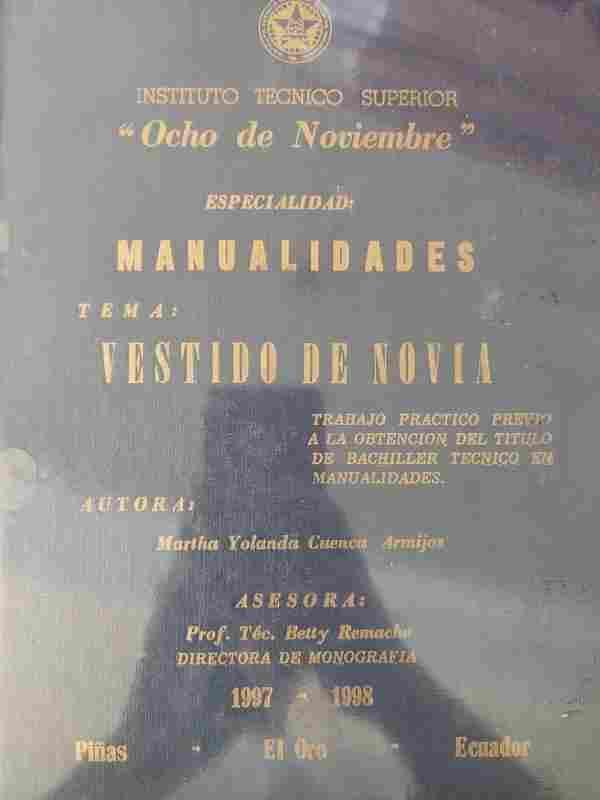 INSTITUTO TECNICO SUPERIOR
"Ocho de Noviembre"
ESPECIALIDAD:
MANUALIDADES
TEMA:
VESTIDO DE NOVIA
TRABAJO PRACTICO PREVIO
A LA OBTENCION DEL TITULO
DE BACHILLER TECNICO EN
MANUALIDADES.
AUTORA:
Martha Yolanda Cuenca Armijos
ASESORA:
Prof. Téc. Betty Remache
DIRECTORA DE MONOGRAFIA
1997 - 1998
Piñas - El Oro - Ecuador